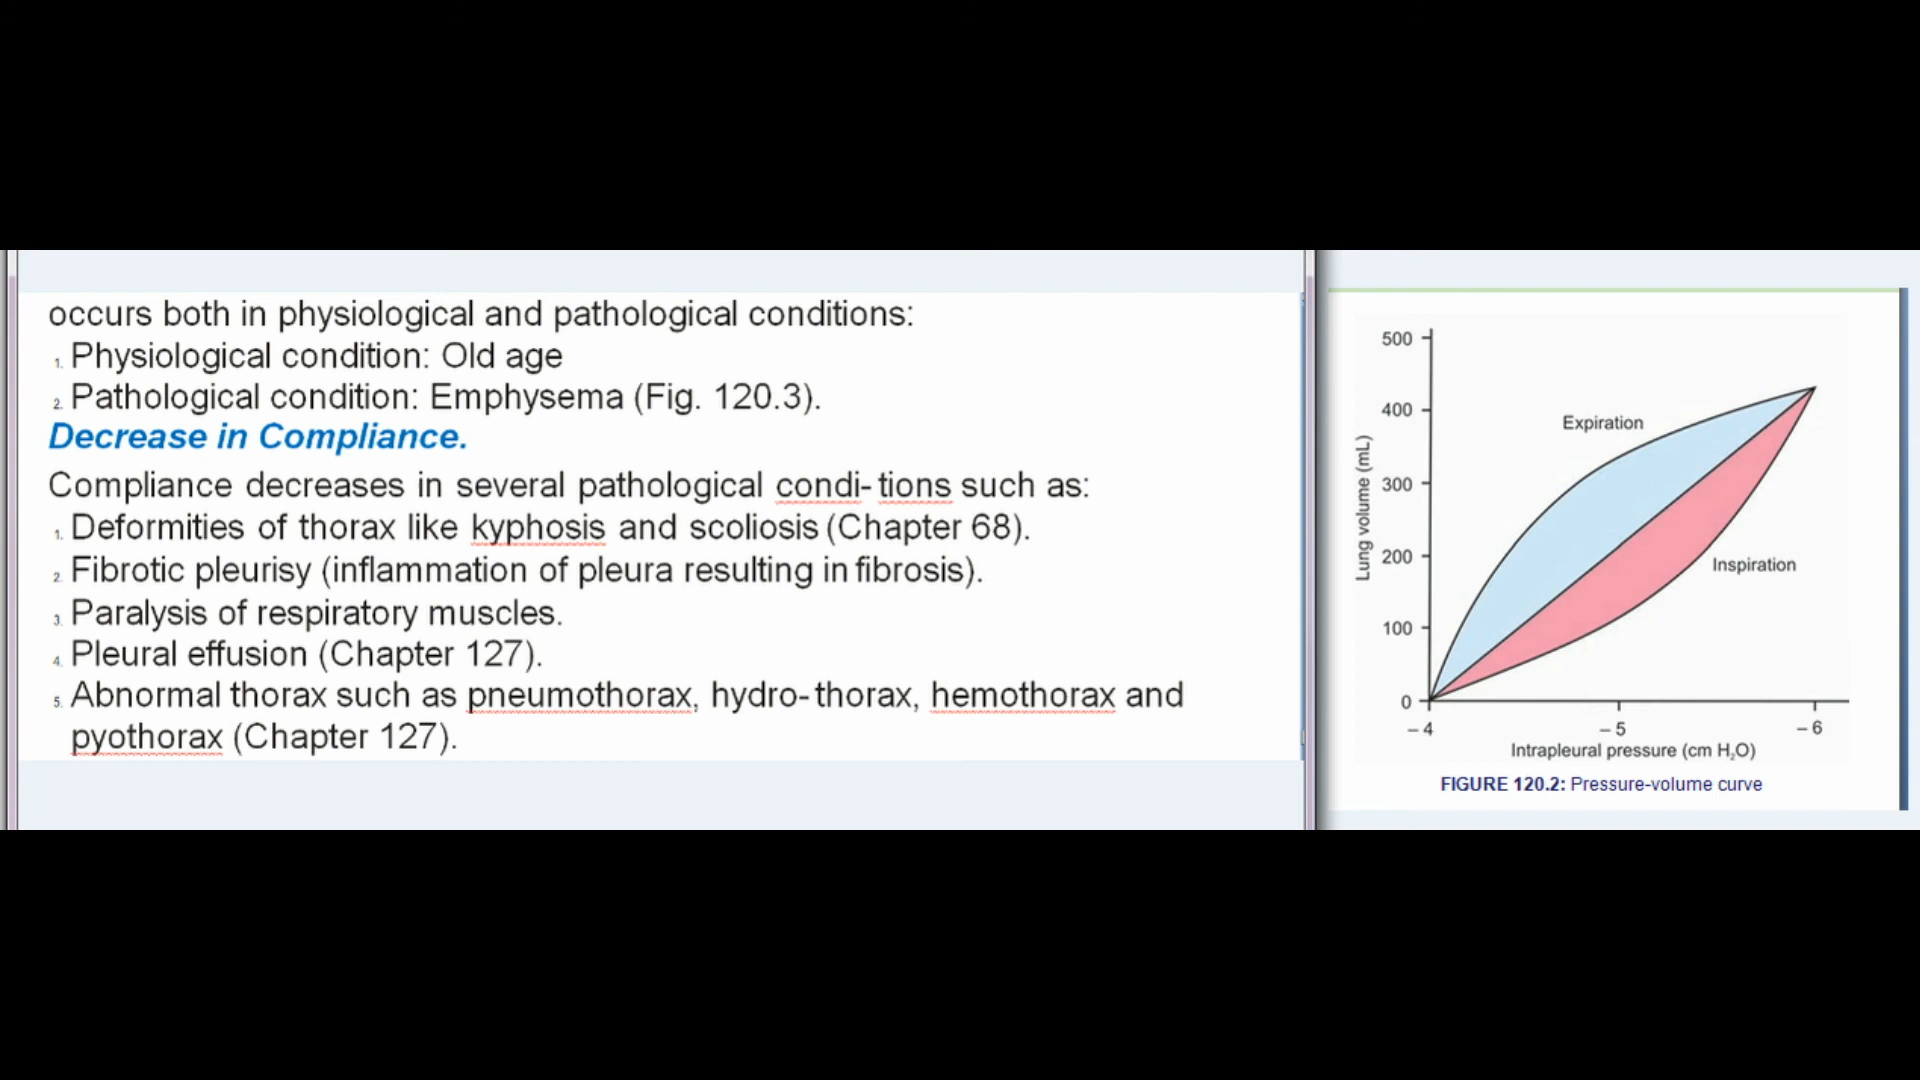 occurs both in physiological and pathological conditions:
1. Physiological condition: Old age
2. Pathological condition: Emphysema (Fig. 120.3).
Decrease in Compliance.
Compliance decreases in several pathological condi- tions such as:
1. Deformities of thorax like kyphosis and scoliosis (Chapter 68).
2. Fibrotic pleurisy (inflammation of pleura resulting in fibrosis).
3. Paralysis of respiratory muscles.
4. Pleural effusion (Chapter 127).
5. Abnormal thorax such as pneumothorax, hydro- thorax, hemothorax and
pyothorax (Chapter 127).
500
400
300
200
100
0
Lung volume (mL)
Expiration
Inspiration
– 4
– 5
– 6
Intrapleural pressure (cm H₂O)
FIGURE 120.2: Pressure-volume curve